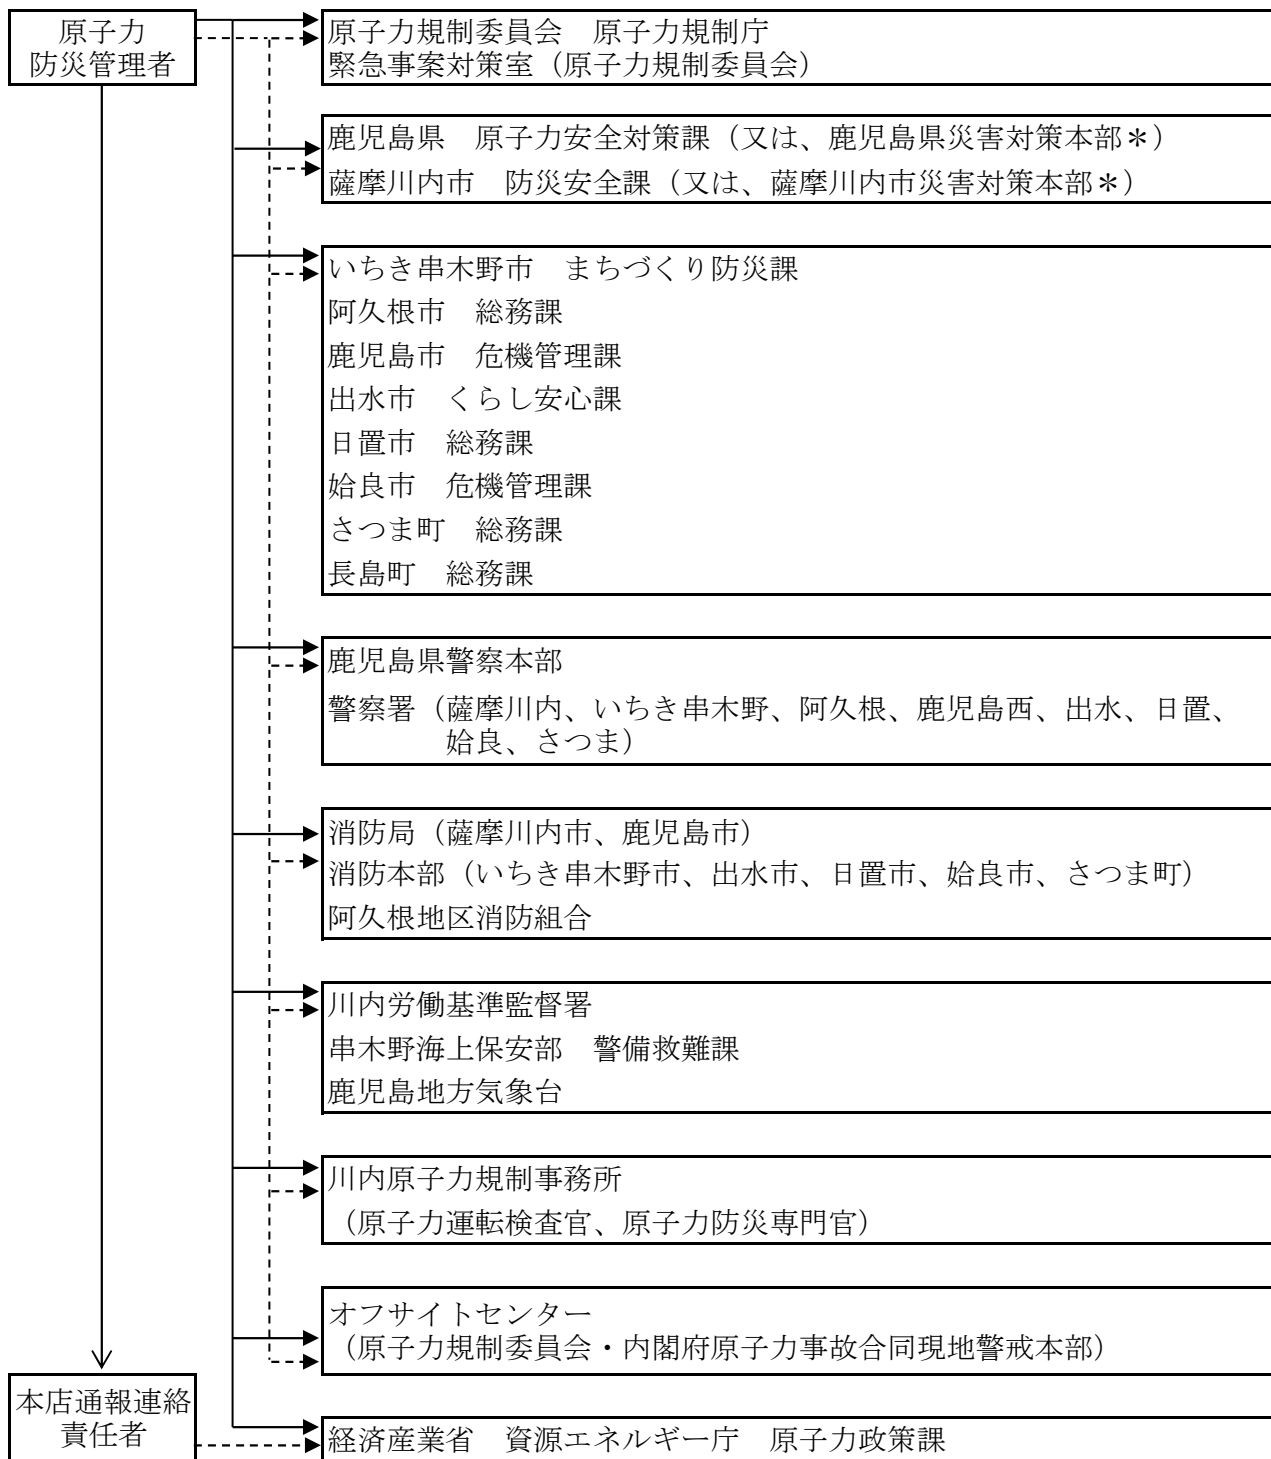 原子力
防災管理者
原子力規制委員会　原子力規制庁
緊急事案対策室（原子力規制委員会）
鹿児島県　原子力安全対策課（又は、鹿児島県災害対策本部＊）
薩摩川内市　防災安全課（又は、薩摩川内市災害対策本部＊）
いちき串木野市　まちづくり防災課
阿久根市　総務課
鹿児島市　危機管理課
出水市　くらし安心課
日置市　総務課
姶良市　危機管理課
さつま町　総務課
長島町　総務課
鹿児島県警察本部
警察署（薩摩川内、いちき串木野、阿久根、鹿児島西、出水、日置、
姶良、さつま）
消防局（薩摩川内市、鹿児島市）
消防本部（いちき串木野市、出水市、日置市、姶良市、さつま町）
阿久根地区消防組合
川内労働基準監督署
串木野海上保安部　警備救難課
鹿児島地方気象台
川内原子力規制事務所
（原子力運転検査官、原子力防災専門官）
オフサイトセンター
（原子力規制委員会・内閣府原子力事故合同現地警戒本部）
本店通報連絡
責任者
経済産業省　資源エネルギー庁　原子力政策課